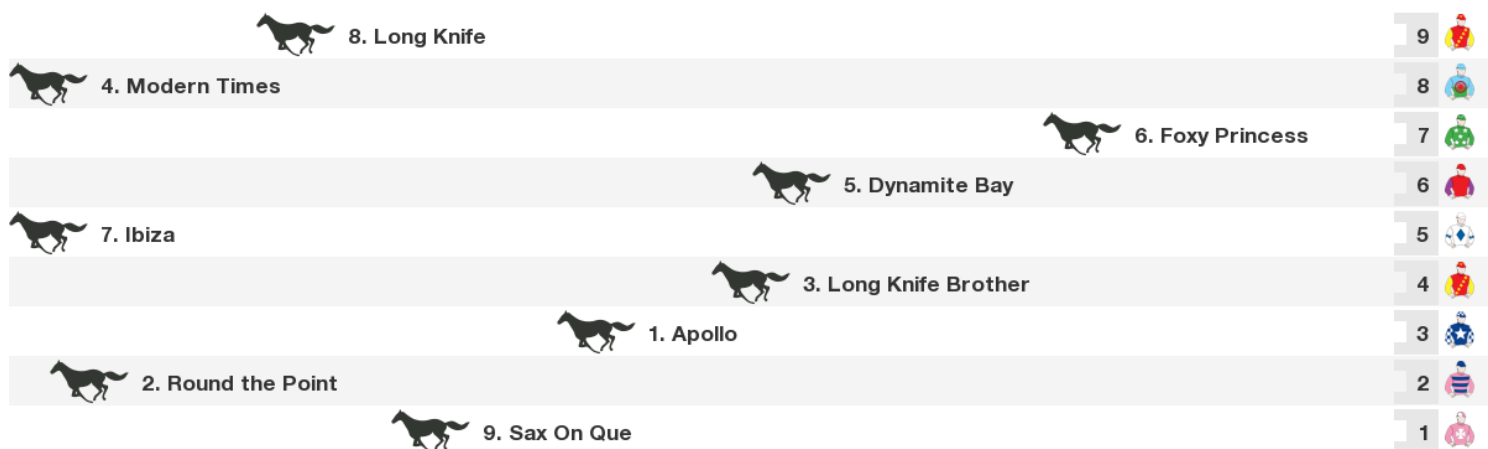 8. Long Knife 9
4. Modern Times 8
6. Foxy Princess 7
5. Dynamite Bay 6
7. Ibiza 5
3. Long Knife Brother 4
1. Apollo 3
2. Round the Point 2
9. Sax On Que 1